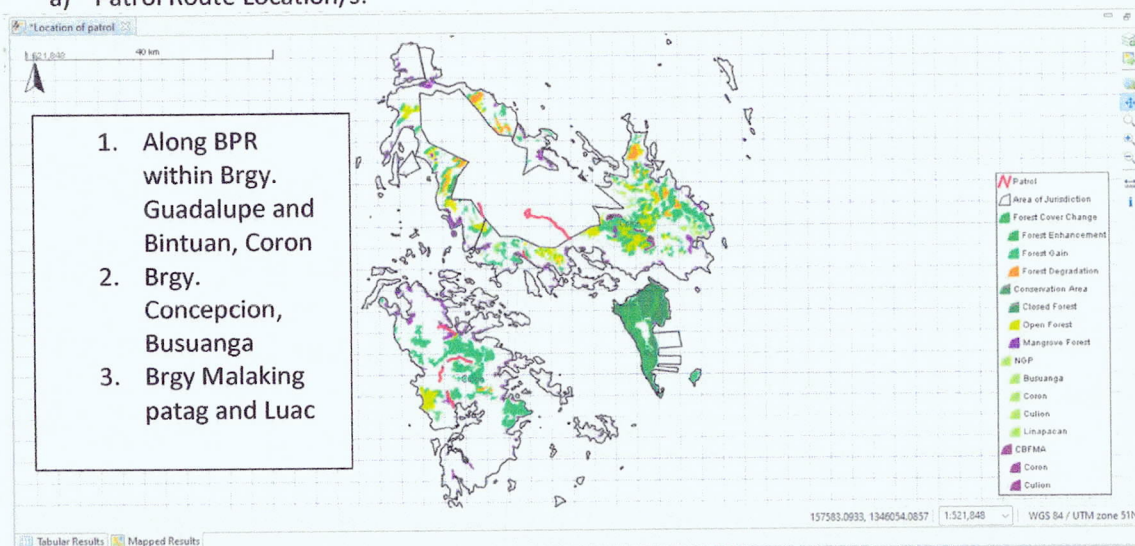 a) Patrol Route Location/s:
*Location of patrol
1:521,848
40 km
1. Along BPR
within Brgy.
Guadalupe and
Bintuan, Coron
2. Brgy.
Concepcion,
Busuanga
3. Brgy Malaking
patag and Luac
Patrol
Area of Jurisdiction
Forest Cover Change
Forest Enhancement
Forest Gain
Forest Degradation
Conservation Area
Closed Forest
Open Forest
Mangrove Forest
NGP
Busuanga
Coron
Culion
Linapacan
CBFMA
Coron
Culion
157583.0933, 1346054.0857 1:521,848 WGS 84 / UTM zone 51N
Tabular Results Mapped Results